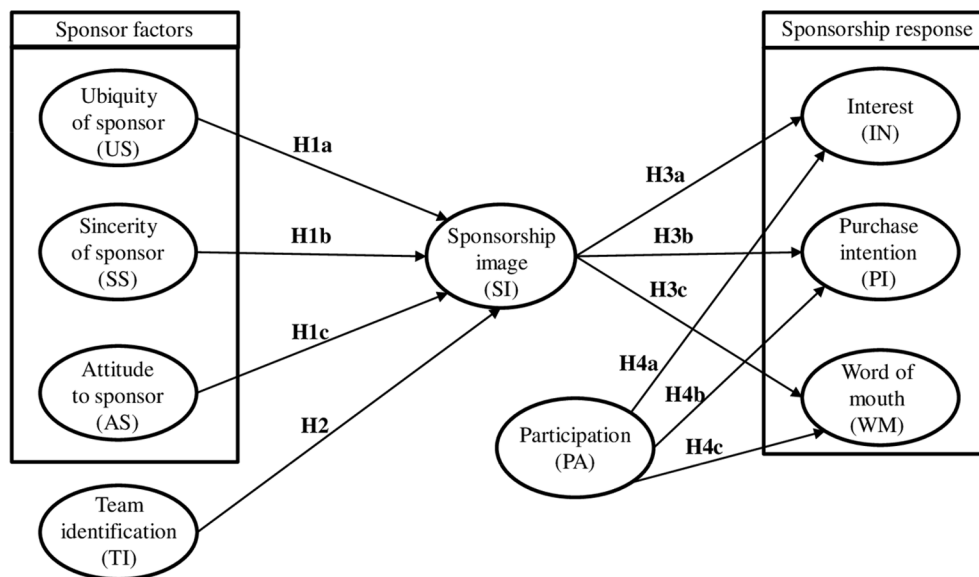 Sponsor factors
Ubiquity
of sponsor
(US)
Sincerity
of sponsor
(SS)
Attitude
to sponsor
(AS)
Team
identification
(TI)
H1a
H1b
H1c
H2
Sponsorship
image
(SI)
Participation
(PA)
H3a
H3b
H3c
H4a
H4b
H4c
Sponsorship response
Interest
(IN)
Purchase
intention
(PI)
Word of
mouth
(WM)